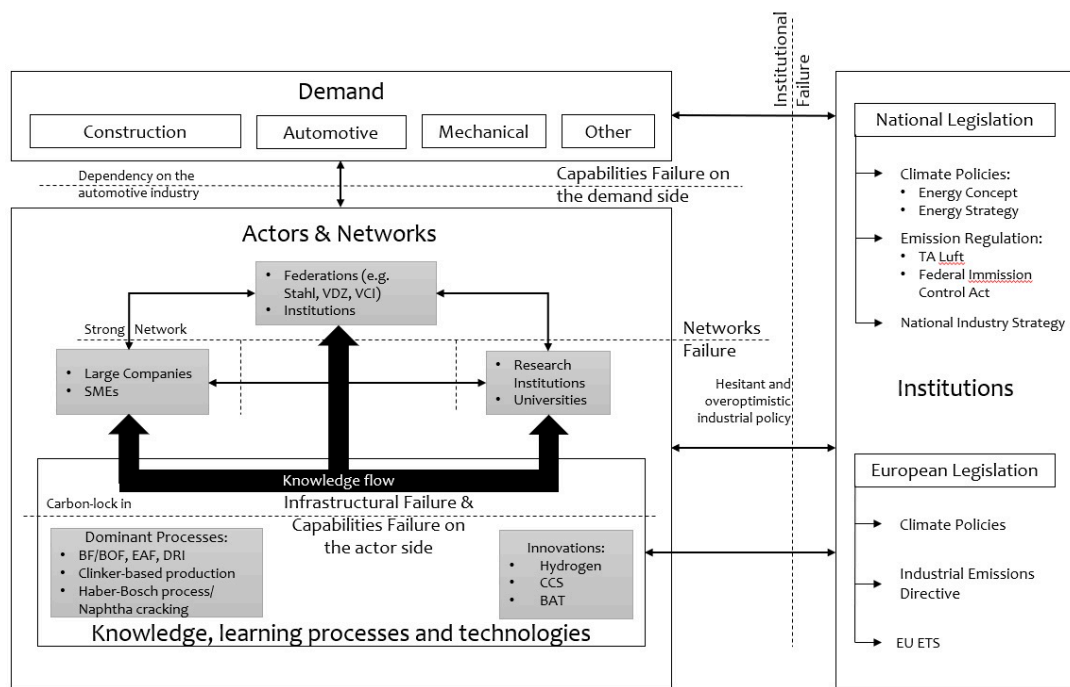 Institutional
Failure
Demand
Construction
Automotive
Mechanical
Other
Dependency on the
automotive industry
Capabilities Failure on
the demand side
Actors & Networks
• Federations (e.g.
Stahl, VDZ, VCI)
• Institutions
Strong Network
Networks
Failure
• Large Companies
• SMEs
• Research
Institutions
• Universities
Hesitant and
overoptimistic
industrial policy
Knowledge flow
Carbon-lock in
Infrastructural Failure &
Capabilities Failure on
the actor side
Dominant Processes:
• BF/BOF, EAF, DRI
• Clinker-based production
• Haber-Bosch process/
Naphtha cracking
Innovations:
• Hydrogen
• CCS
• BAT
Knowledge, learning processes and technologies
National Legislation
Climate Policies:
• Energy Concept
• Energy Strategy
Emission Regulation:
• TA Luft
• Federal Immission
Control Act
National Industry Strategy
Institutions
European Legislation
Climate Policies
Industrial Emissions
Directive
EU ETS